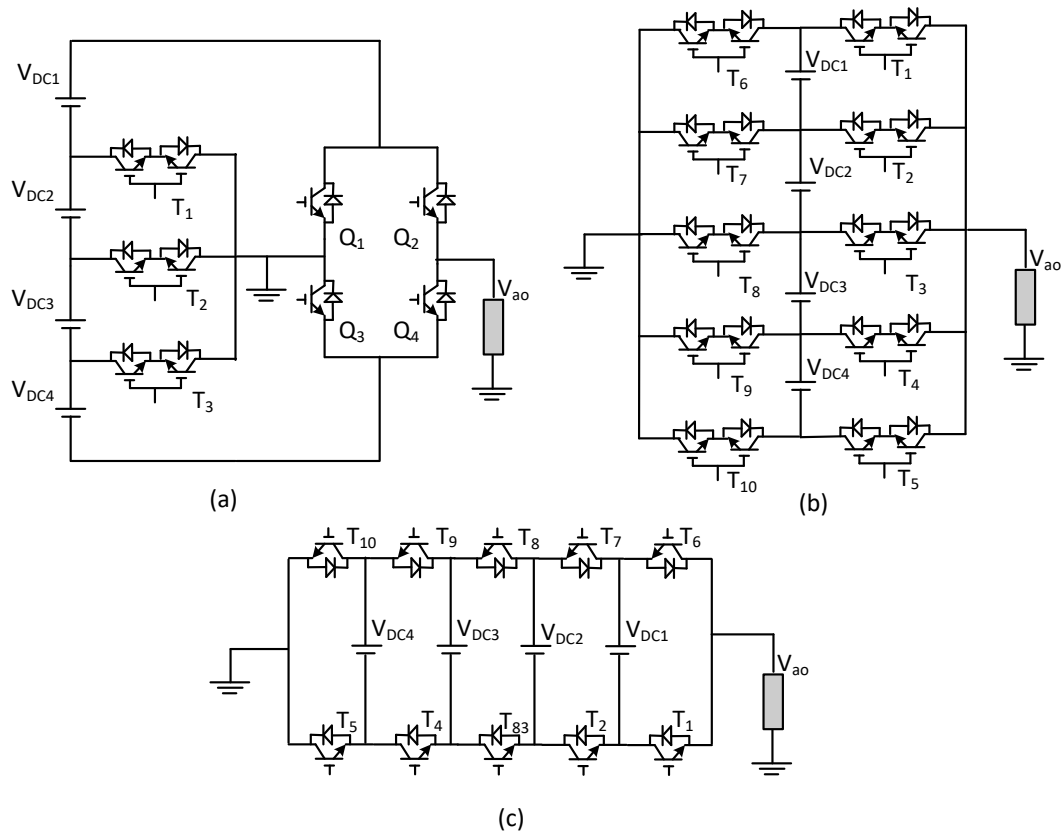 V_DC1
T_1
V_DC2
T_2
V_DC3
T_3
V_DC4
Q_1
Q_2
Q_3
Q_4
V_ao
(a)
T_6
V_DC1
T_1
T_7
V_DC2
T_2
T_8
V_DC3
T_3
V_ao
T_9
V_DC4
T_4
T_10
T_5
(b)
T_10
T_9
T_8
T_7
T_6
V_DC4
V_DC3
V_DC2
V_DC1
V_ao
T_5
T_4
T_83
T_2
T_1
(c)